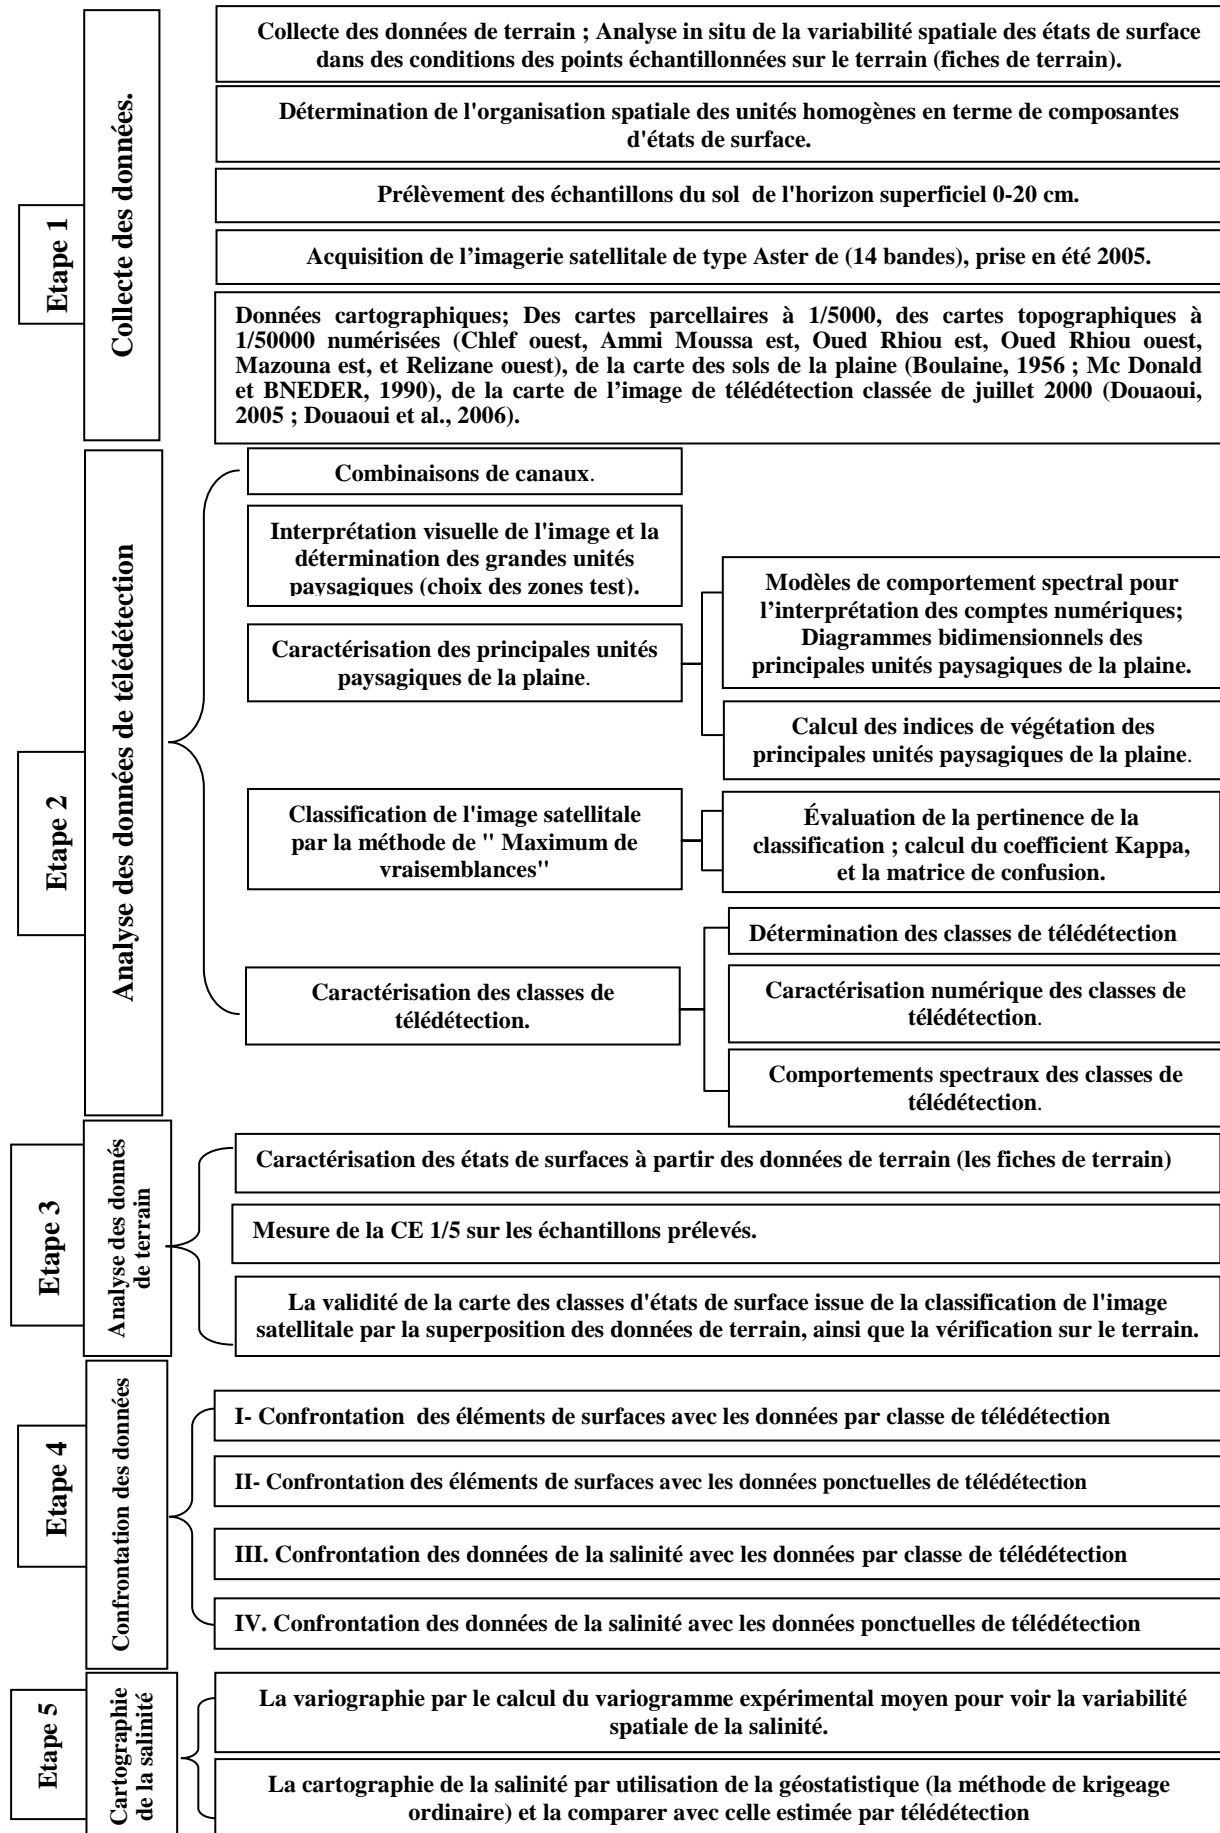 Etape 1
Collecte des données.
Collecte des données de terrain ; Analyse in situ de la variabilité spatiale des états de surface
dans des conditions des points échantillonnées sur le terrain (fiches de terrain).
Détermination de l'organisation spatiale des unités homogènes en terme de composantes
d'états de surface.
Prélèvement des échantillons du sol de l'horizon superficiel 0-20 cm.
Acquisition de l’imagerie satellitale de type Aster de (14 bandes), prise en été 2005.
Données cartographiques; Des cartes parcellaires à 1/5000, des cartes topographiques à
1/50000 numérisées (Chlef ouest, Ammi Moussa est, Oued Rhiou est, Oued Rhiou ouest,
Mazouna est, et Relizane ouest), de la carte des sols de la plaine (Boulaine, 1956 ; Mc Donald
et BNEDER, 1990), de la carte de l’image de télédétection classée de juillet 2000 (Douaoui,
2005 ; Douaoui et al., 2006).
Etape 2
Analyse des données de télédétection
Combinaisons de canaux.
Interprétation visuelle de l'image et la
détermination des grandes unités
paysagiques (choix des zones test).
Caractérisation des principales unités
paysagiques de la plaine.
Modèles de comportement spectral pour
l’interprétation des comptes numériques;
Diagrammes bidimensionnels des
principales unités paysagiques de la plaine.
Calcul des indices de végétation des
principales unités paysagiques de la plaine.
Classification de l'image satellitale
par la méthode de " Maximum de
vraisemblances"
Évaluation de la pertinence de la
classification ; calcul du coefficient Kappa,
et la matrice de confusion.
Caractérisation des classes de
télédétection.
Détermination des classes de télédétection
Caractérisation numérique des classes de
télédétection.
Comportements spectraux des classes de
télédétection.
Etape 3
Analyse des donnés
de terrain
Caractérisation des états de surfaces à partir des données de terrain (les fiches de terrain)
Mesure de la CE 1/5 sur les échantillons prélevés.
La validité de la carte des classes d'états de surface issue de la classification de l'image
satellitale par la superposition des données de terrain, ainsi que la vérification sur le terrain.
Etape 4
Confrontation des données
I- Confrontation des éléments de surfaces avec les données par classe de télédétection
II- Confrontation des éléments de surfaces avec les données ponctuelles de télédétection
III. Confrontation des données de la salinité avec les données par classe de télédétection
IV. Confrontation des données de la salinité avec les données ponctuelles de télédétection
Etape 5
Cartographie
de la salinité
La variographie par le calcul du variogramme expérimental moyen pour voir la variabilité
spatiale de la salinité.
La cartographie de la salinité par utilisation de la géostatistique (la méthode de krigeage
ordinaire) et la comparer avec celle estimée par télédétection